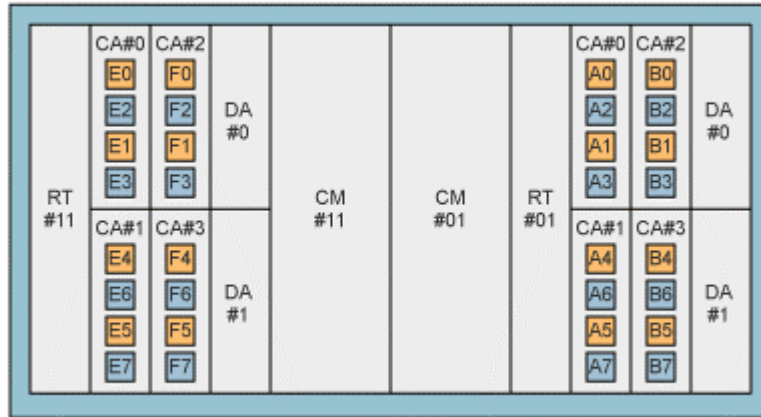 CA#0 CA#2
E0 F0
E2 F2
E1 F1
E3 F3
DA
#0
RT
#11
CA#1 CA#3
E4 F4
E6 F6
E5 F5
E7 F7
DA
#1
CM
#11
CM
#01
RT
#01
CA#0 CA#2
A0 B0
A2 B2
A1 B1
A3 B3
DA
#0
CA#1 CA#3
A4 B4
A6 B6
A5 B5
A7 B7
DA
#1